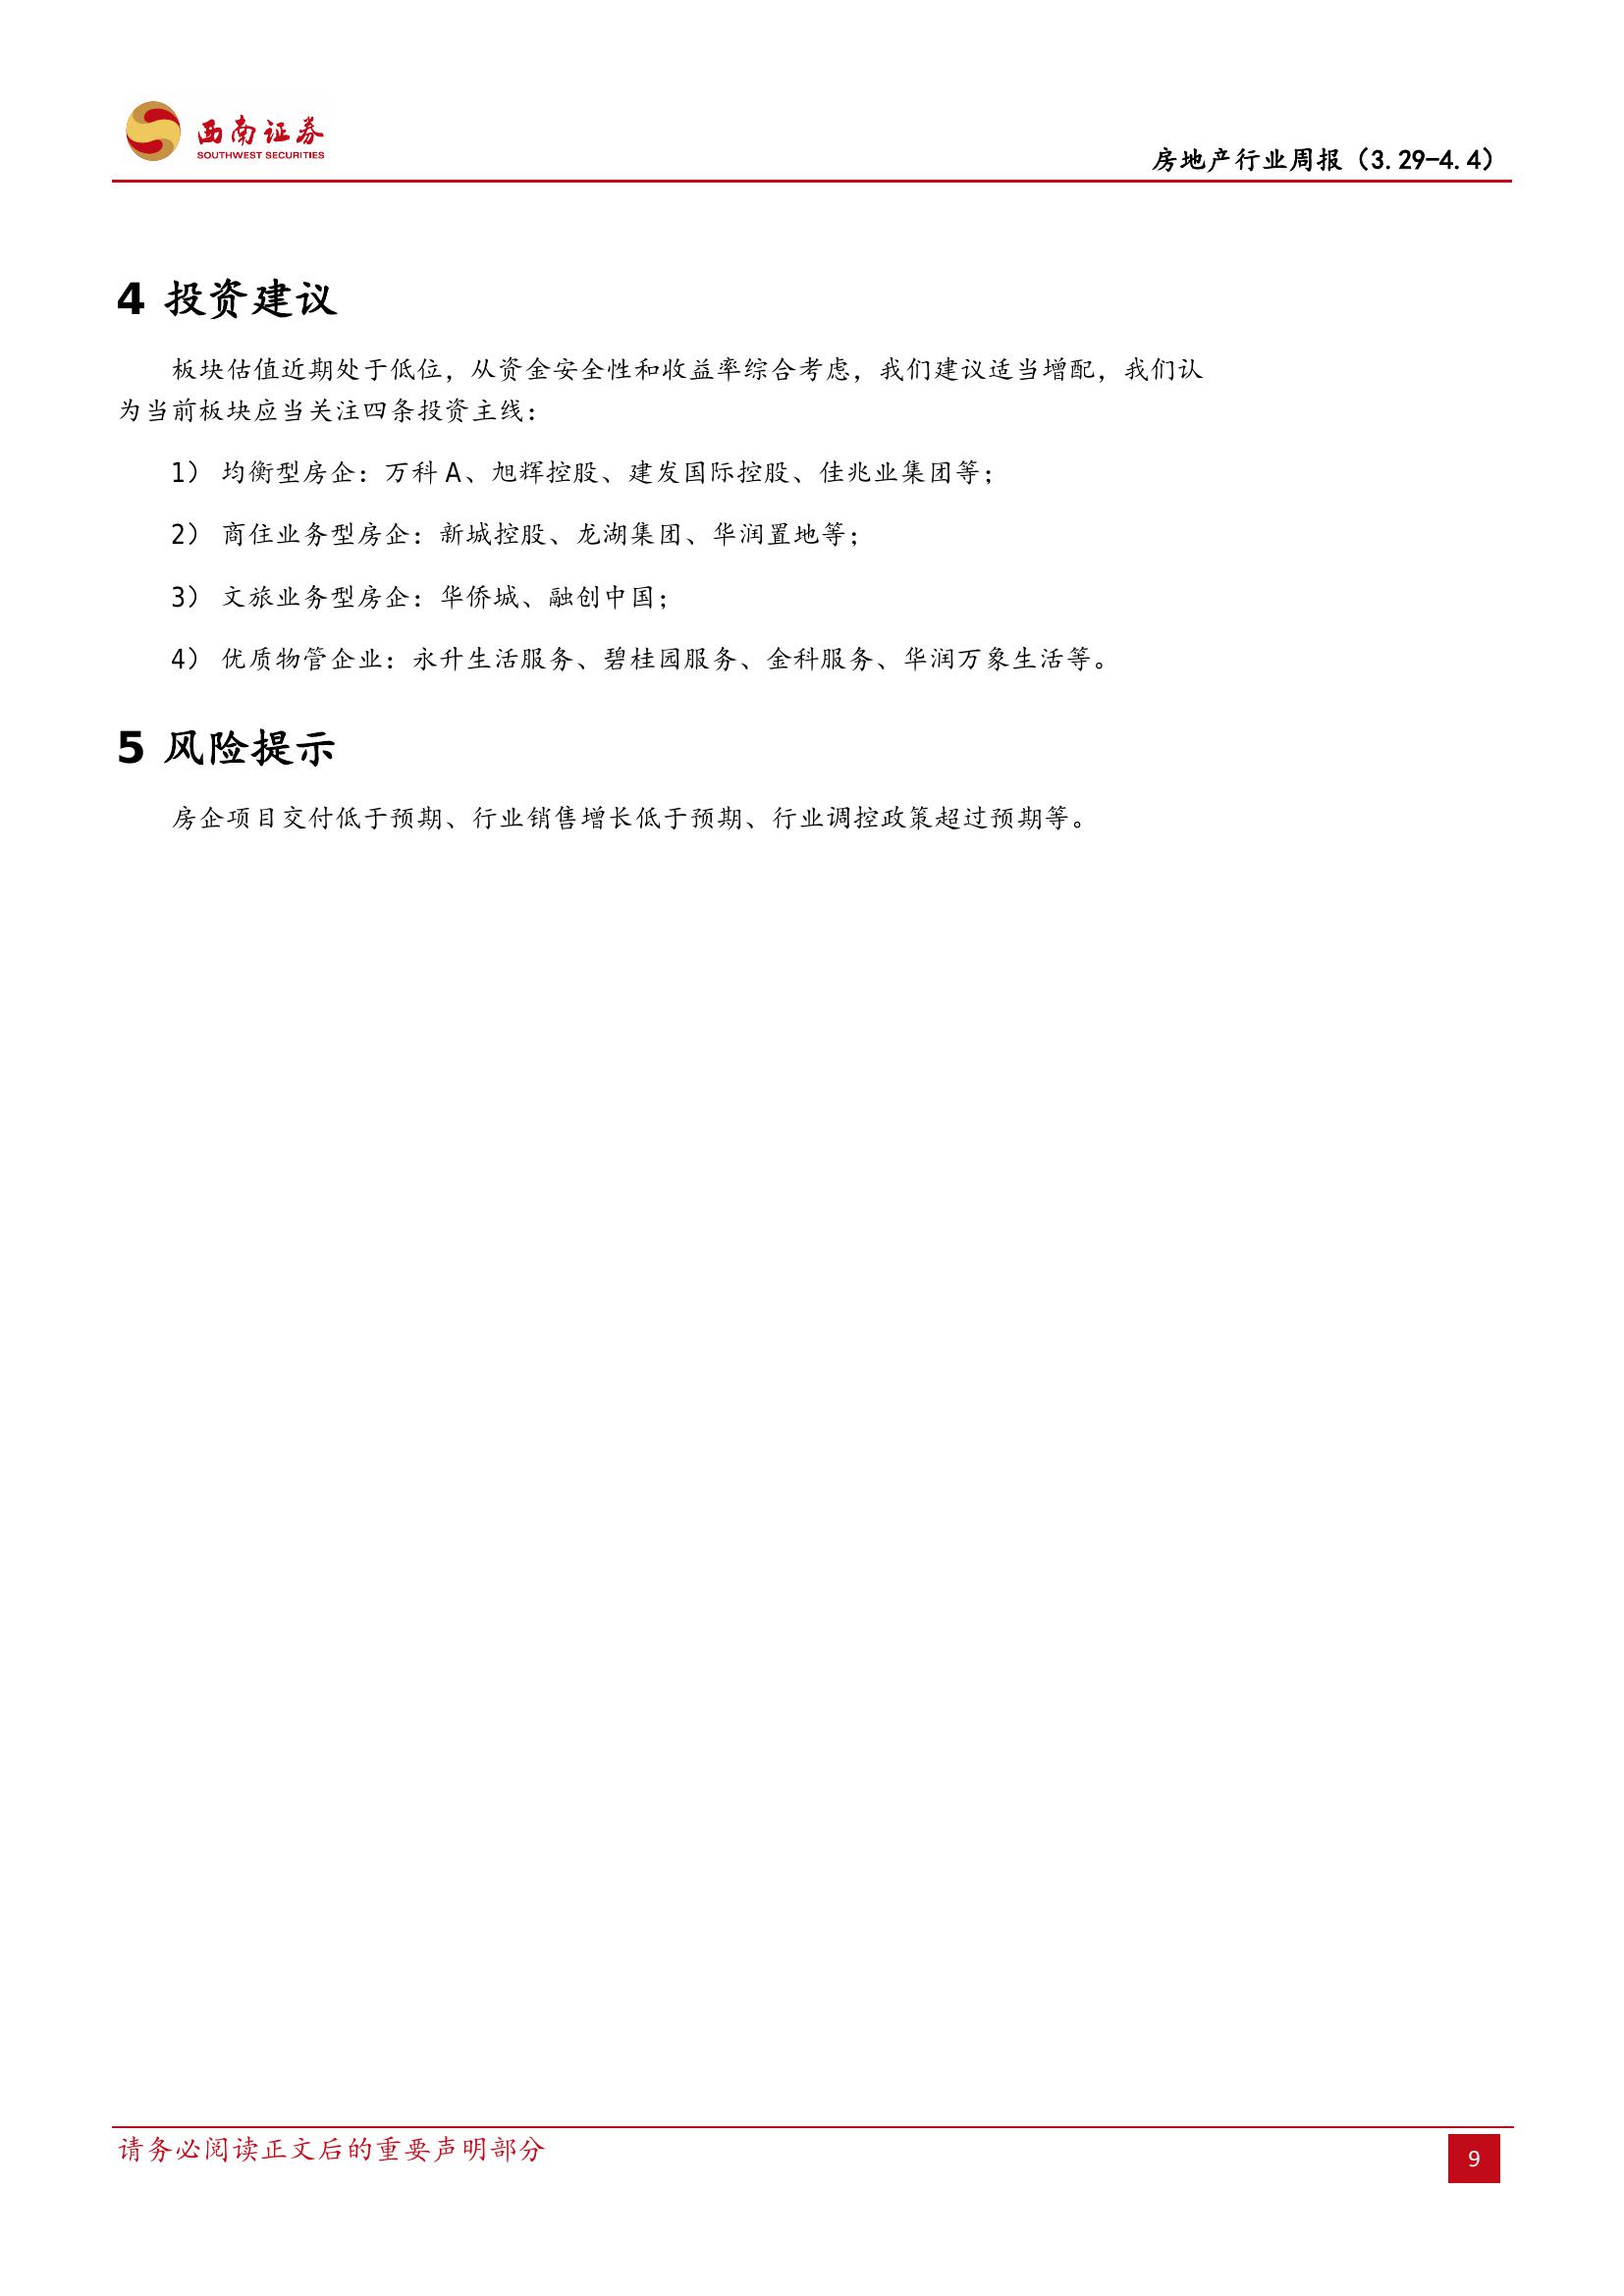 西南证券
SOUTHWEST SECURITIES
房地产行业周报（3.29-4.4）
4 投资建议
板块估值近期处于低位，从资金安全性和收益率综合考虑，我们建议适当增配，我们认
为当前板块应当关注四条投资主线：
1） 均衡型房企：万科 A、旭辉控股、建发国际控股、佳兆业集团等；
2） 商住业务型房企：新城控股、龙湖集团、华润置地等；
3） 文旅业务型房企：华侨城、融创中国；
4） 优质物管企业：永升生活服务、碧桂园服务、金科服务、华润万象生活等。
5 风险提示
房企项目交付低于预期、行业销售增长低于预期、行业调控政策超过预期等。
请务必阅读正文后的重要声明部分
9